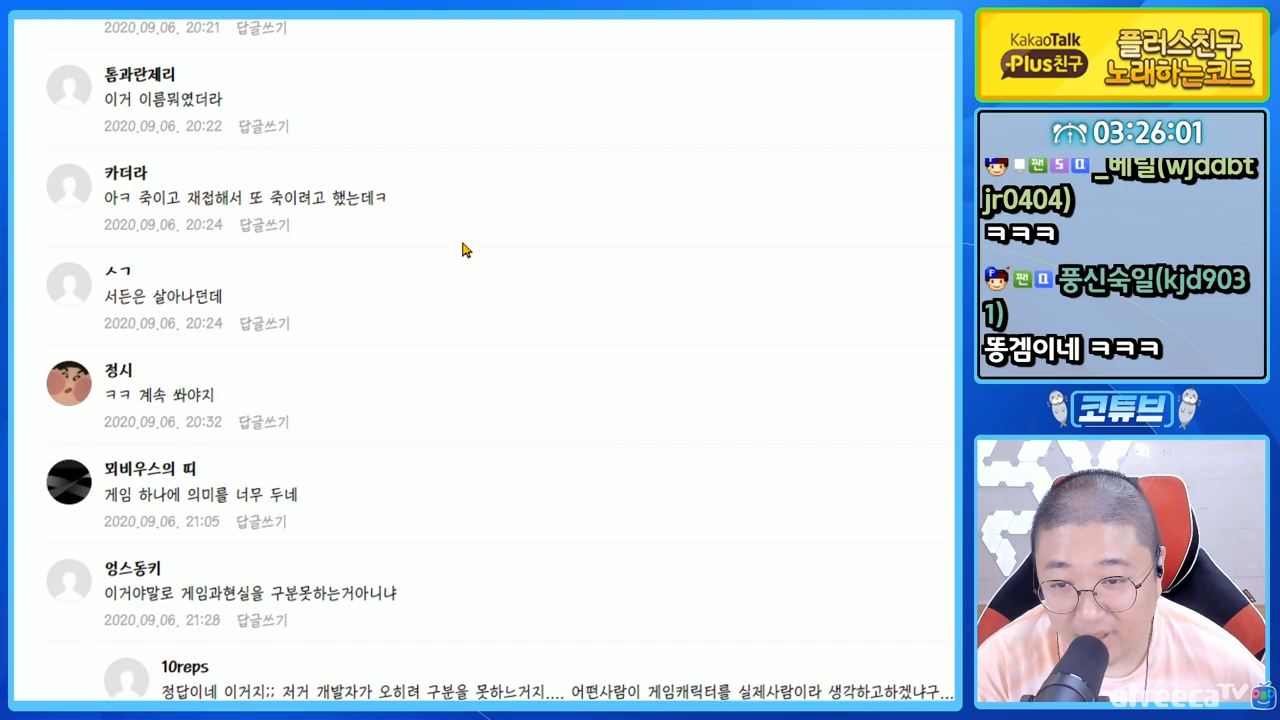 2020.09.06. 20:21 답글쓰기
톰과란제리
이거 이름뭐였더라
2020.09.06. 20:22 답글쓰기
카더라
아ㅋ 죽이고 재접해서 또 죽이려고 했는데ㅋ
2020.09.06. 20:24 답글쓰기
ㅅㄱ
서든은 살아나던데
2020.09.06. 20:24 답글쓰기
정시
ㅋㅋ 계속 쏴야지
2020.09.06. 20:32 답글쓰기
뫼비우스의 띠
게임 하나에 의미를 너무 두네
2020.09.06. 21:05 답글쓰기
엉스동키
이거야말로 게임과현실을 구분못하는거아니냐
2020.09.06. 21:28 답글쓰기
10reps
정답이네 이거지;; 저거 개발자가 오히려 구분을 못하느거지.... 어떤사람이 게임캐릭터를 실제사람이라 생각하고하겠냐구...
KakaoTalk
Plus친구
플러스친구
노래하는코트
03:26:01
팬 5 _베릴(wjddbt
jr0404)
ㅋㅋㅋ
팬 풍신숙일(kjd903
1)
똥겜이네 ㅋㅋㅋ
코튜브
afreecaTV